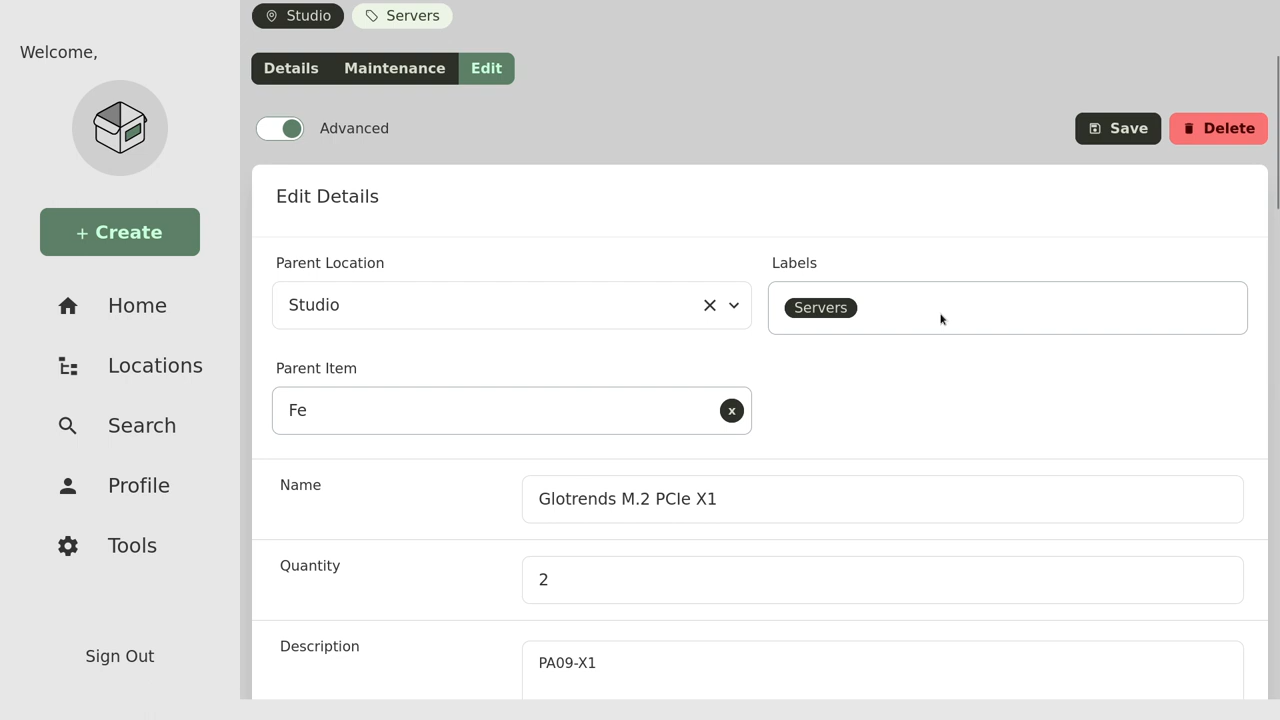 Welcome,
+ Create
Home
Locations
Search
Profile
Tools
Sign Out
Studio
Servers
Details
Maintenance
Edit
Advanced
Save
Delete
Edit Details
Parent Location
Studio
Labels
Servers
Parent Item
Fe
x
Name
Glotrends M.2 PCIe X1
Quantity
2
Description
PA09-X1